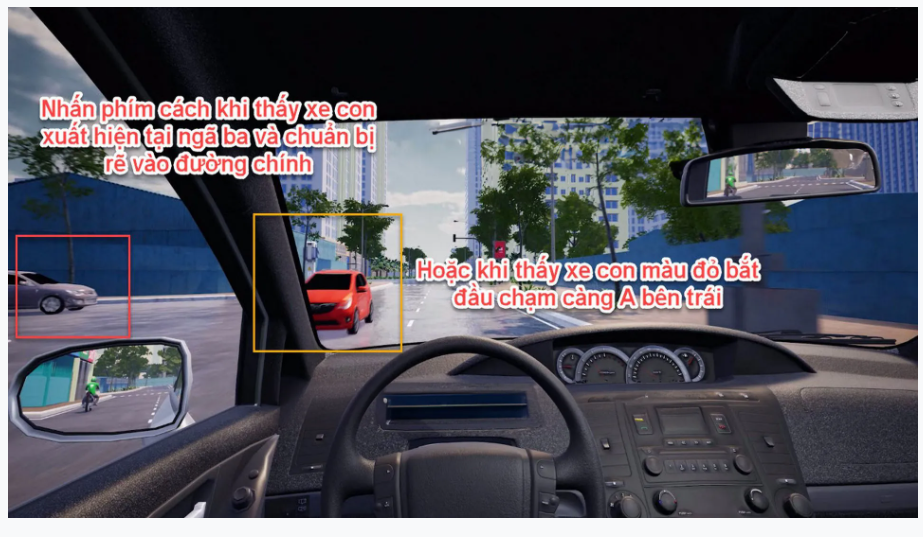 Nhấn phím cách khi thấy xe con
xuất hiện tại ngã ba và chuẩn bị
rẽ vào đường chính
Hoặc khi thấy xe con màu đỏ bắt
đầu chạm càng A bên trái